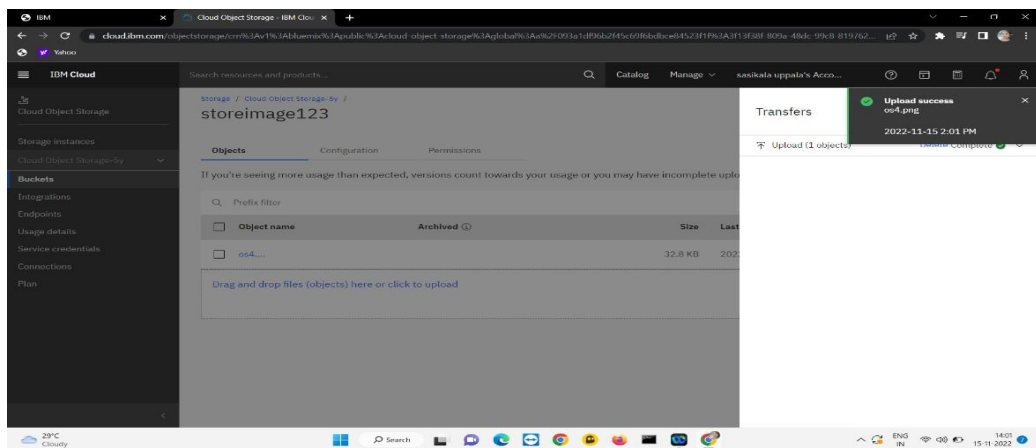 IBM
Cloud Object Storage - IBM Clou
cloud.ibm.com/objectstorage/crn%3Av1%3Abluemix%3Apublic%3Acloud-object-storage%3Aglobal%3Aa%2F093a1df96b2f45c69f6bdbce84523f1f%3A3f13f38f-809a-48dc-99c8-819762...
Yahoo
IBM Cloud
Search resources and products...
Catalog
Manage
sasikala uppala's Acco...
Cloud Object Storage
Storage instances
Cloud Object Storage-5y
Buckets
Integrations
Endpoints
Usage details
Service credentials
Connections
Plan
Storage / Cloud Object Storage-5y /
storeimage123
Objects
Configuration
Permissions
If you're seeing more usage than expected, versions count towards your usage or you may have incomplete uplo
Prefix filter
Object name
Archived
Size
Last
os4....
32.8 KB
202
Drag and drop files (objects) here or click to upload
Transfers
Upload (1 objects)
Delete Complete
Upload success
os4.png
2022-11-15 2:01 PM
29°C
Cloudy
Search
ENG
IN
14:01
15-11-2022